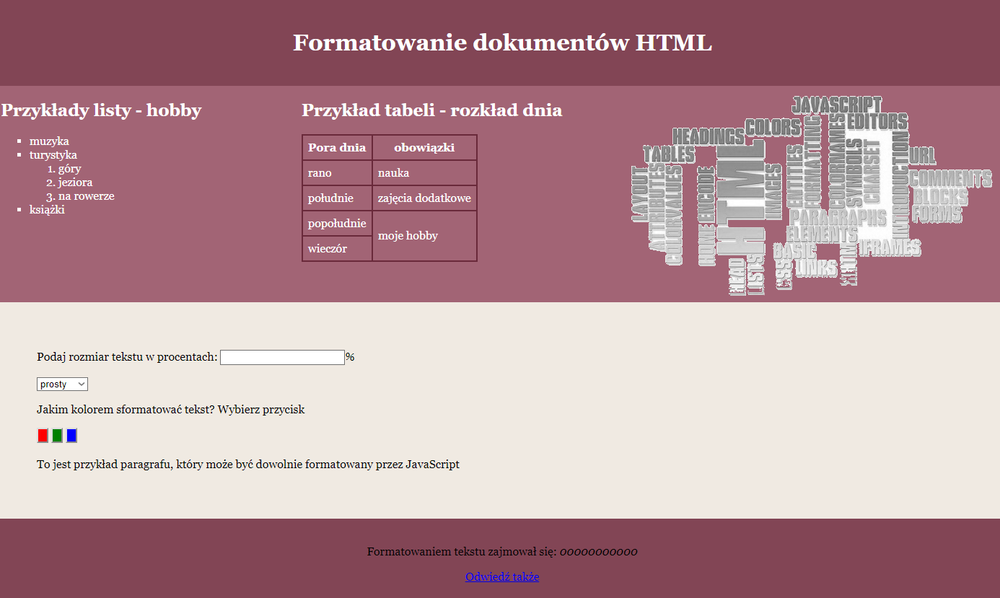 Formatowanie dokumentów HTML
Przykłady listy - hobby
muzyka
turystyka
1. góry
2. jeziora
3. na rowerze
książki
Przykład tabeli - rozkład dnia
Pora dnia obowiązki
rano nauka
południe zajęcia dodatkowe
popołudnie
moje hobby
wieczór
JAVASCRIPT
EDITORS
COLORS
HEADINGS
TABLES
LAYOUT
ATTRIBUTES
COLORVALUES
HOME
ENCODE
HTML
IMAGES
ENTITIES
FORMATTING
COLORNAMES
SYMBOLS
CHARSET
INTRODUCTION
URL
COMMENTS
BLOCKS
FORMS
PARAGRAPHS
ELEMENTS
BASIC
LINKS
IFRAMES
XHTML
CSS
HEAD
LISTS
Podaj rozmiar tekstu w procentach: %
prosty
Jakim kolorem sformatować tekst? Wybierz przycisk
To jest przykład paragrafu, który może być dowolnie formatowany przez JavaScript
Formatowaniem tekstu zajmował się: 00000000000
Odwiedź także